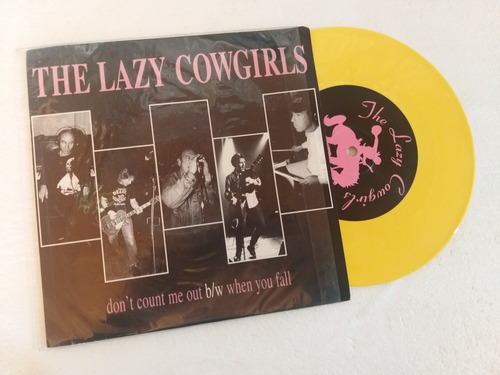 THE LAZY COWGIRLS
don't count me out b/w when you fall
The Lazy Cowgirls